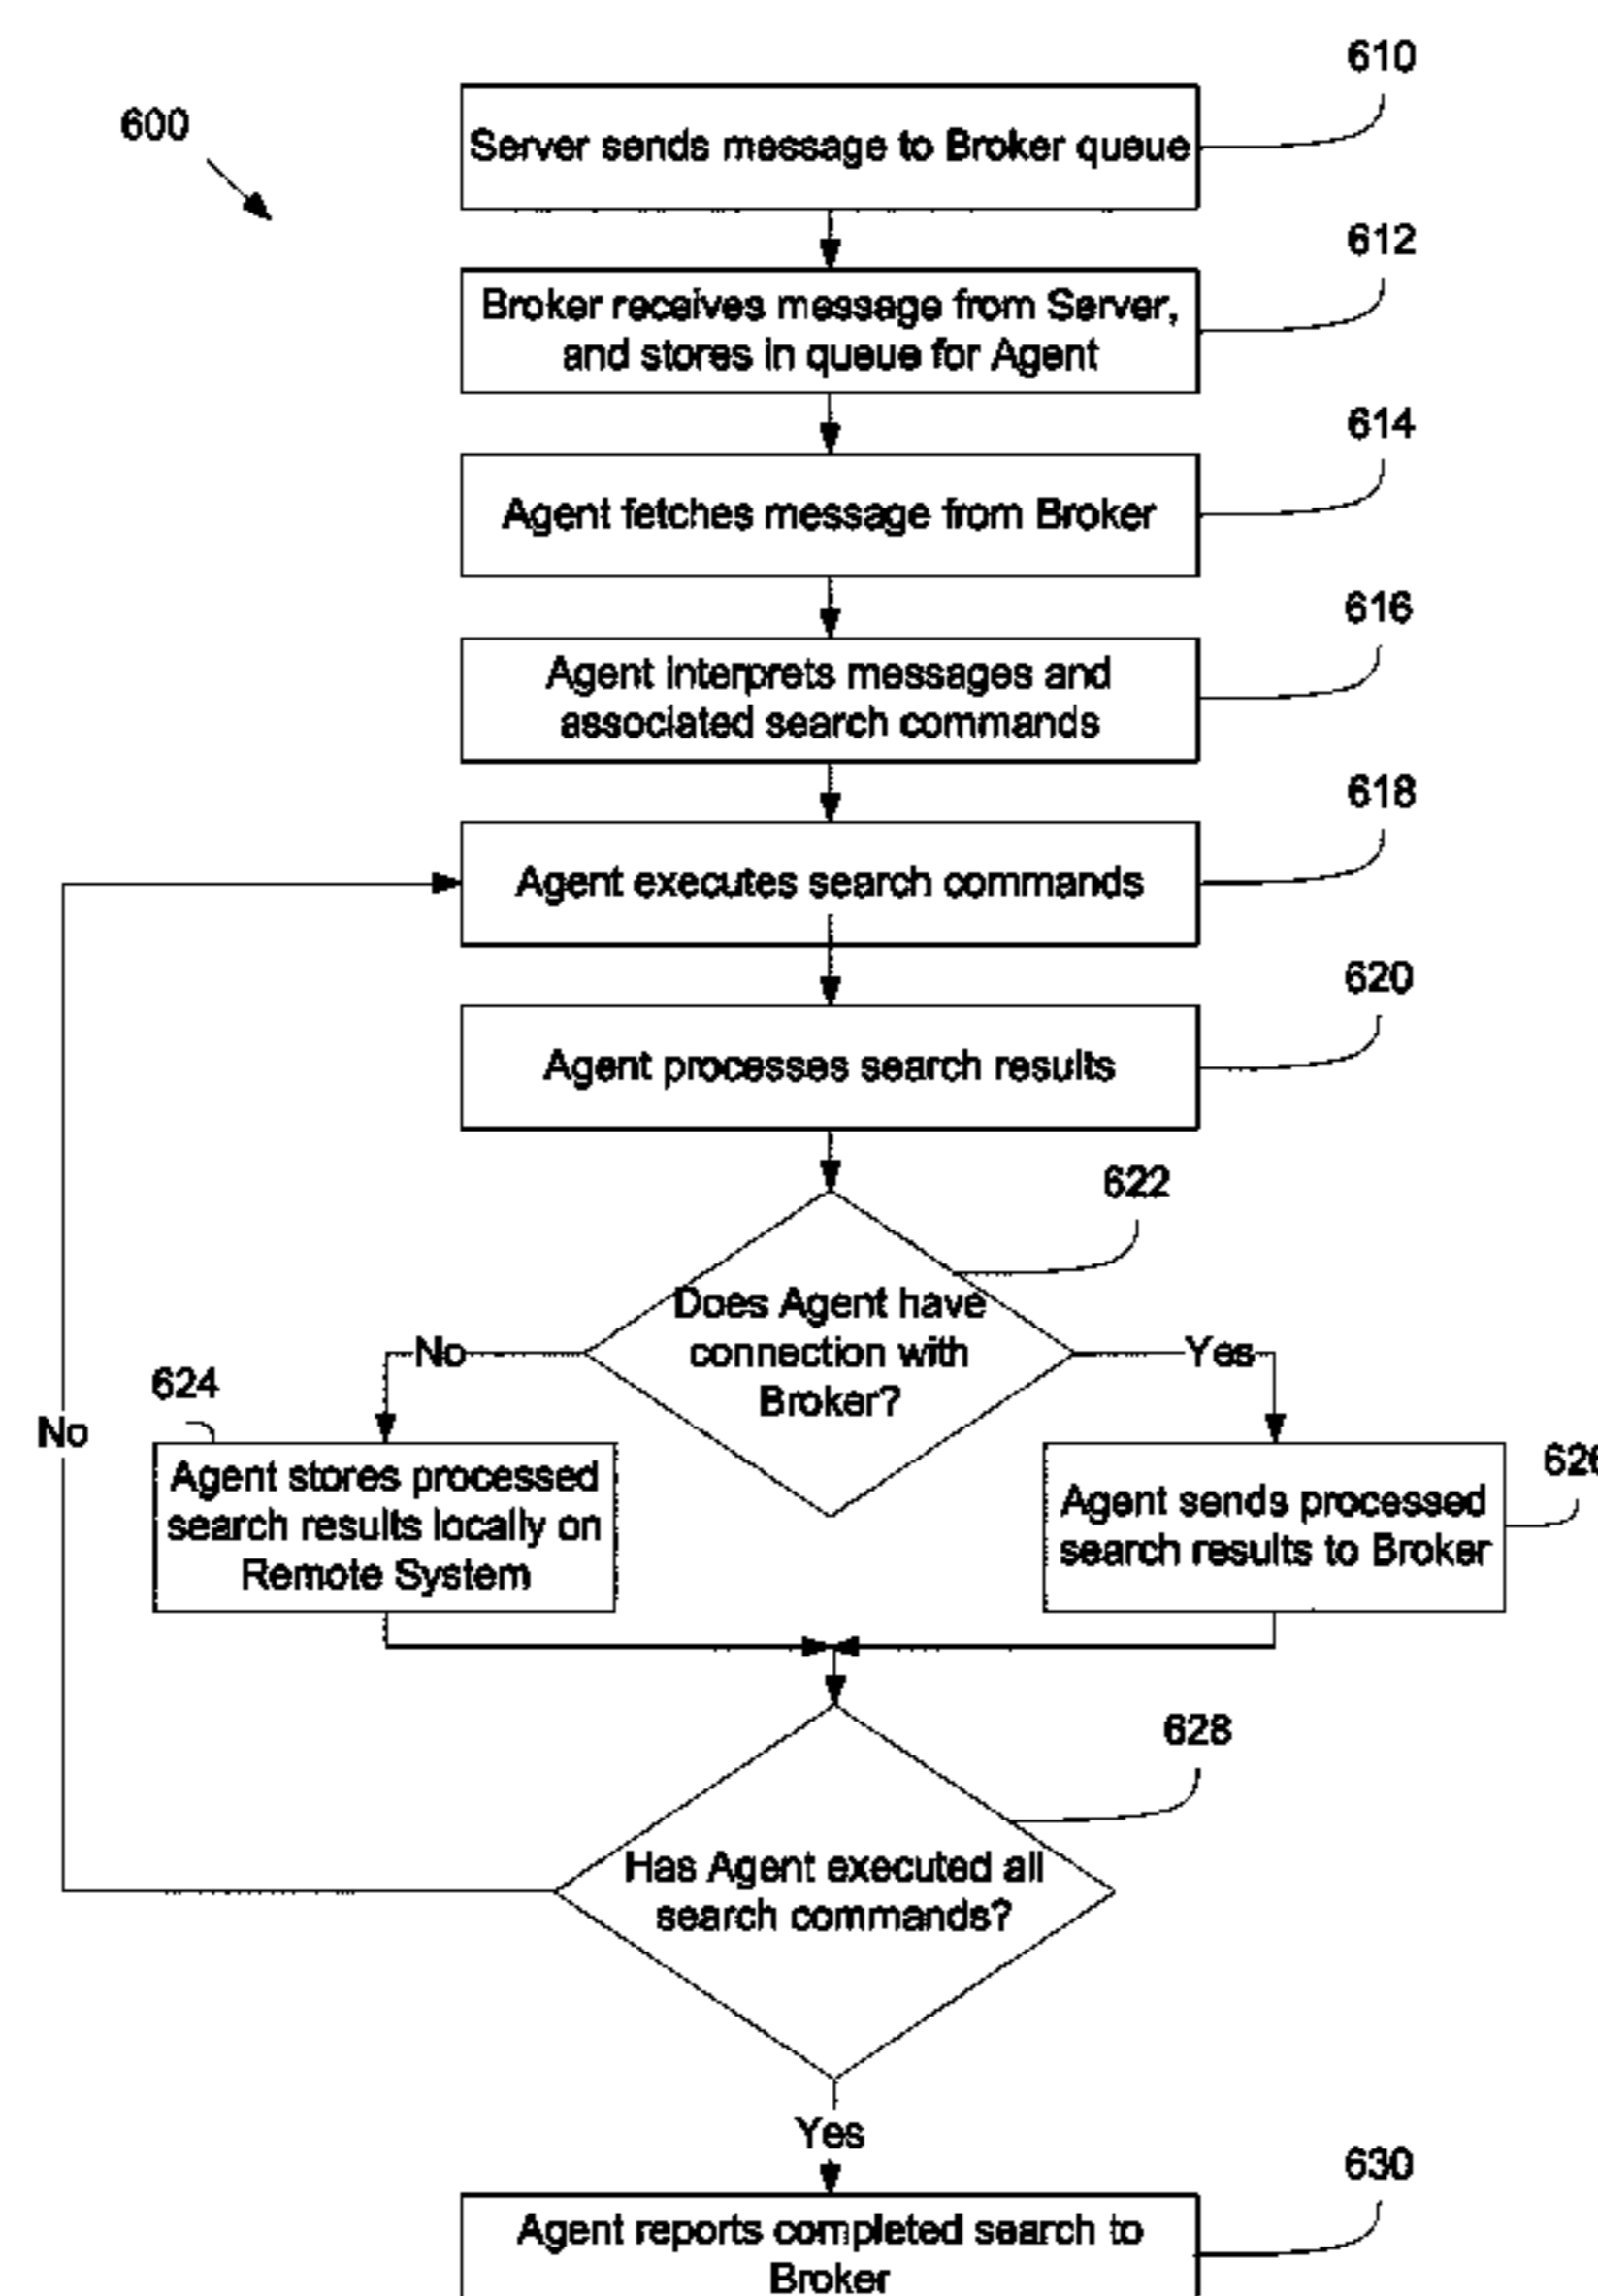 610
600
Server sends message to Broker queue
612
Broker receives message from Server,
and stores in queue for Agent
614
Agent fetches message from Broker
616
Agent interprets messages and
associated search commands
618
Agent executes search commands
620
Agent processes search results
622
Does Agent have
connection with
Broker?
No
Yes
624
No
Agent stores processed
search results locally on
Remote System
626
Agent sends processed
search results to Broker
628
Has Agent executed all
search commands?
Yes
630
Agent reports completed search to
Broker